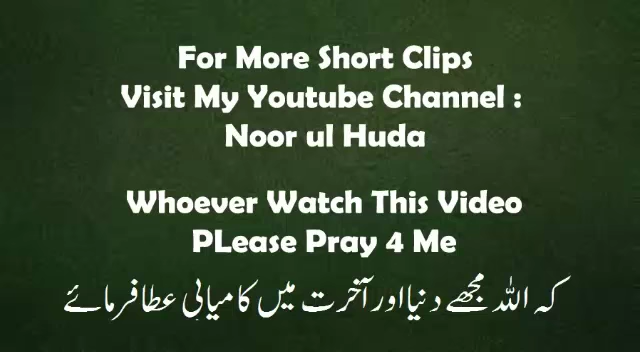 For More Short Clips
Visit My Youtube Channel :
Noor ul Huda
Whoever Watch This Video
PLease Pray 4 Me
کہ اللہ مجھے دنیا اور آخرت میں کامیابی عطا فرمائے